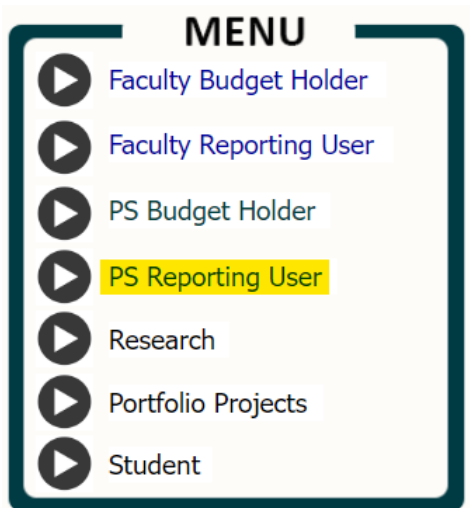 MENU
Faculty Budget Holder
Faculty Reporting User
PS Budget Holder
PS Reporting User
Research
Portfolio Projects
Student